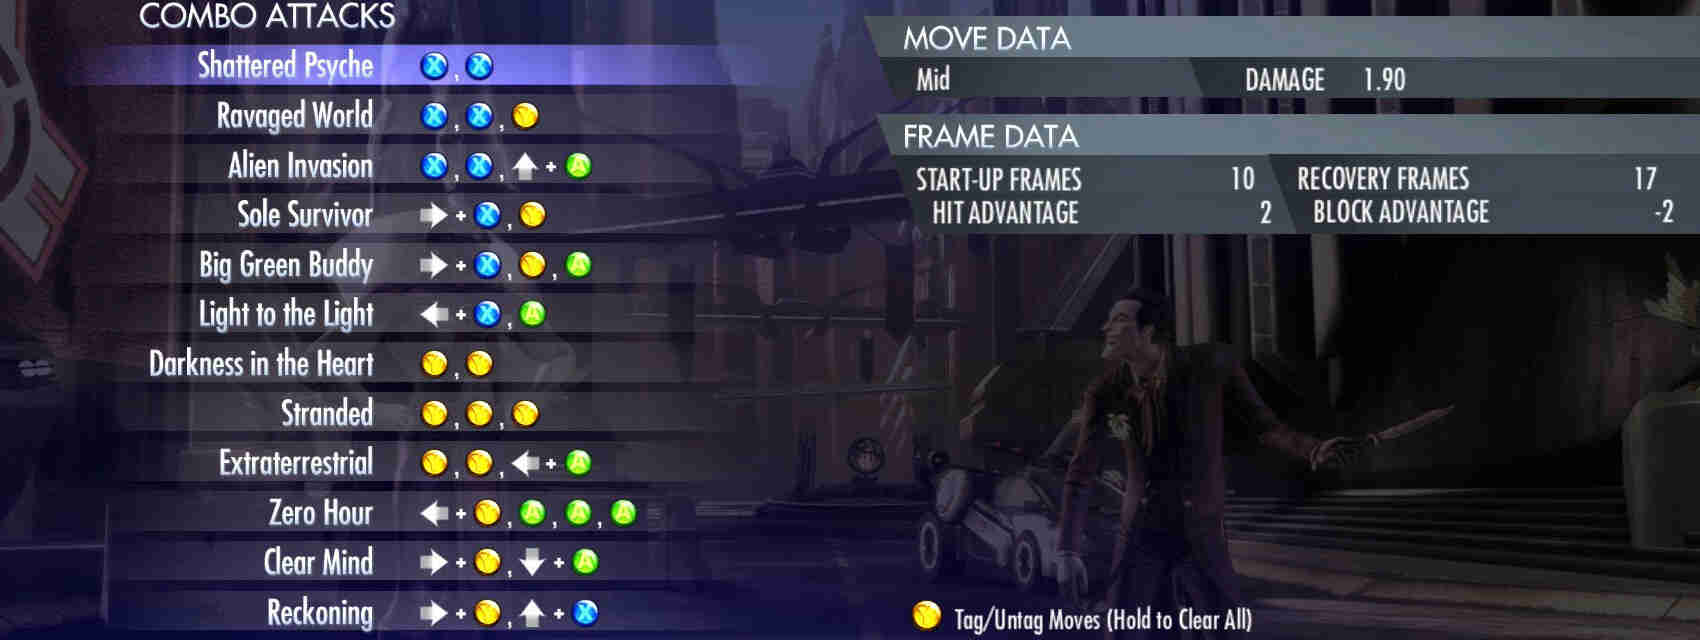 COMBO ATTACKS
Shattered Psyche X , X
Ravaged World X , X , Y
Alien Invasion X , X , ⬆ + A
Sole Survivor ➡ + X , Y
Big Green Buddy ➡ + X , Y , A
Light to the Light ⬅ + X , A
Darkness in the Heart Y , Y
Stranded Y , Y , Y
Extraterrestrial Y , Y , ⬅ + A
Zero Hour ⬅ + Y , A , A , A
Clear Mind ➡ + Y , ⬇ + A
Reckoning ➡ + Y , ⬆ + X
MOVE DATA
Mid DAMAGE 1.90
FRAME DATA
START-UP FRAMES 10 RECOVERY FRAMES 17
HIT ADVANTAGE 2 BLOCK ADVANTAGE -2
Y Tag/Untag Moves (Hold to Clear All)